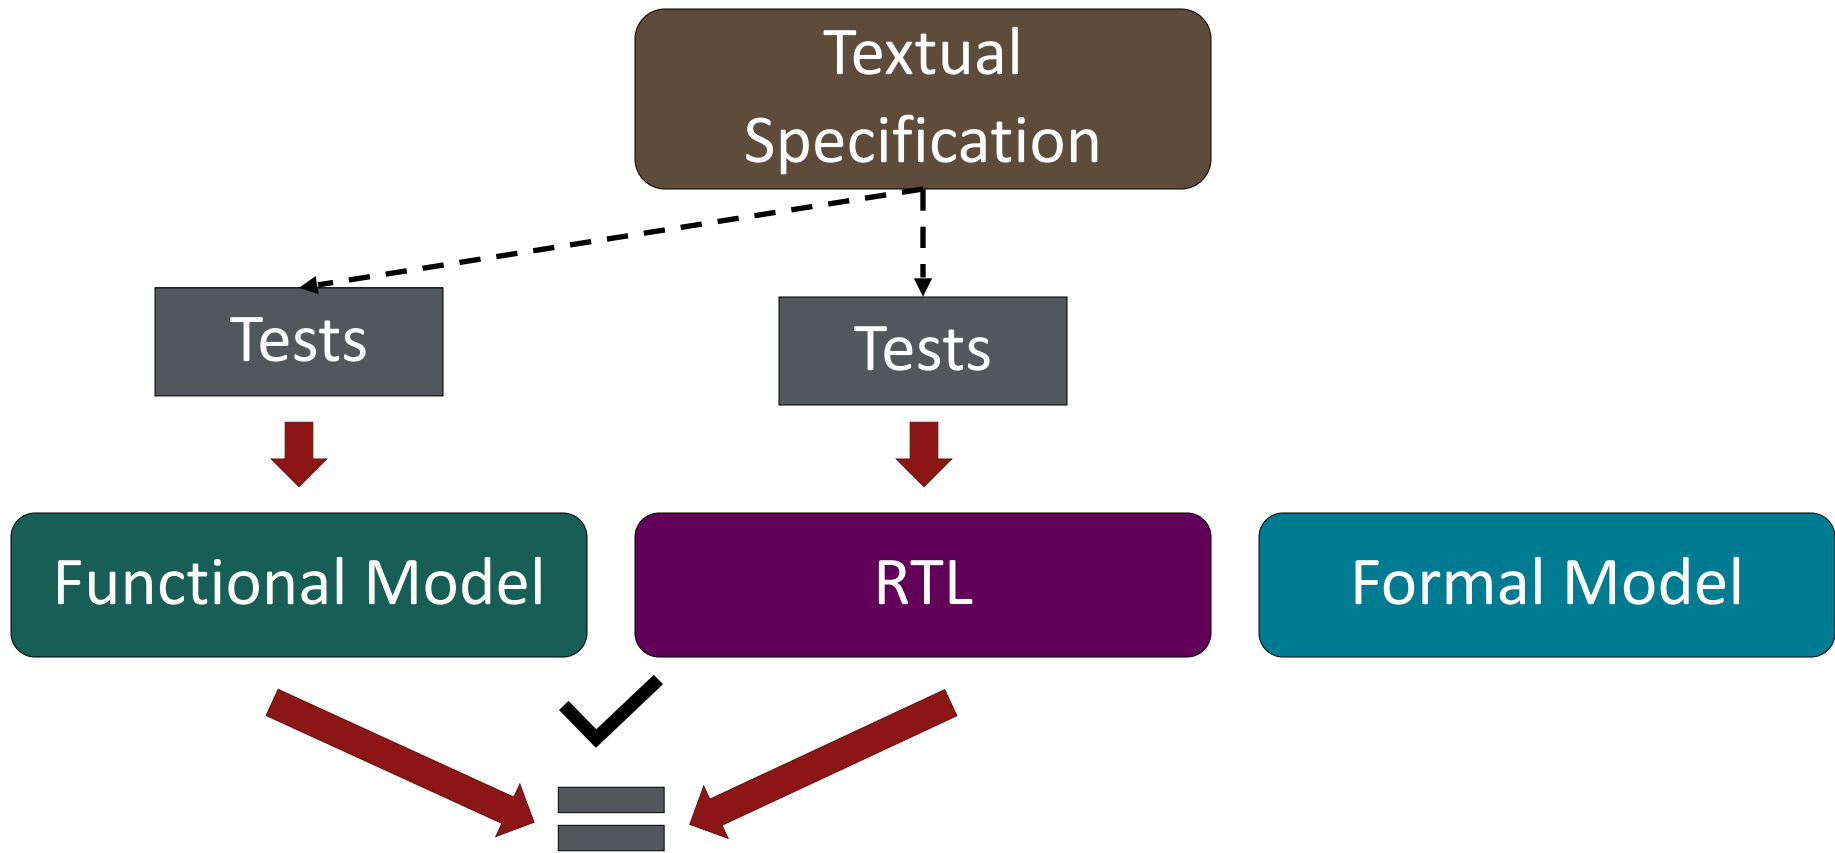 Textual
Specification
Tests
Tests
Functional Model
RTL
Formal Model